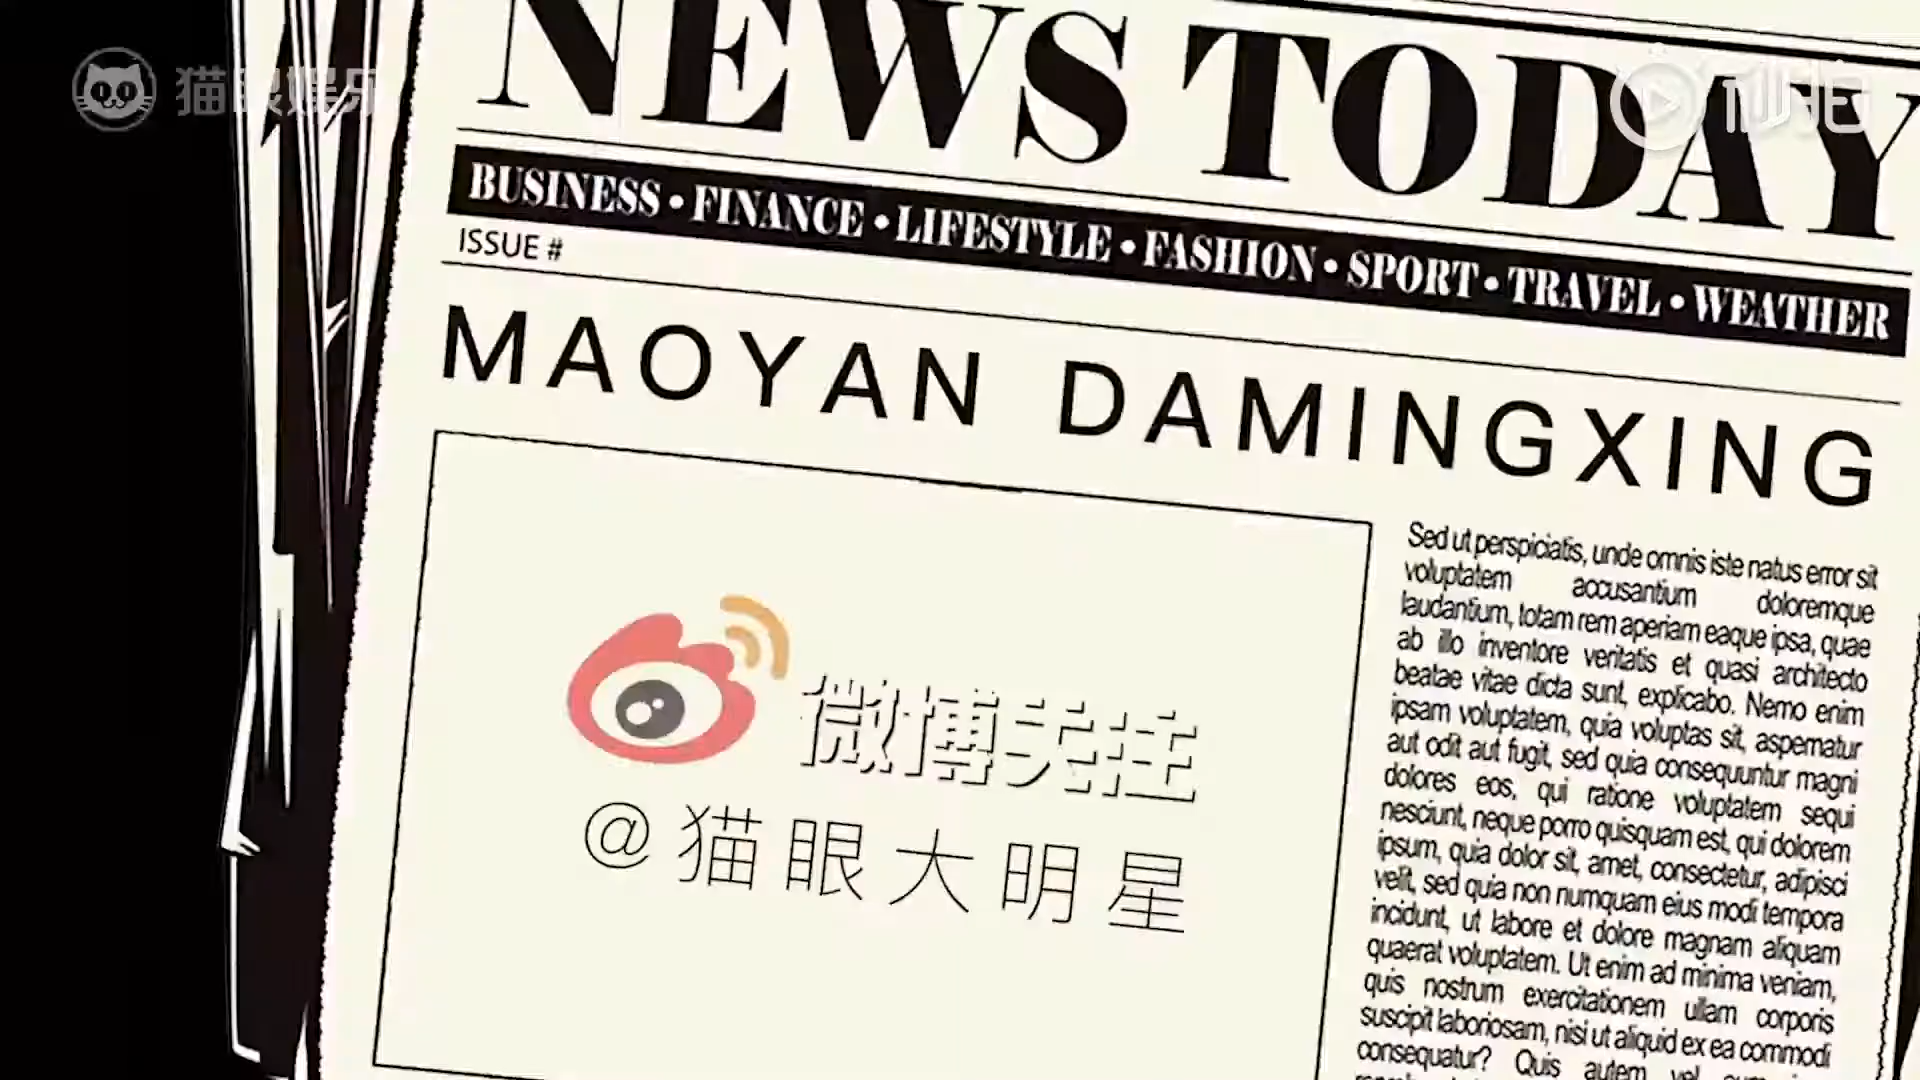 猫眼娱乐
秒拍
NEWS TODAY
BUSINESS • FINANCE • LIFESTYLE • FASHION • SPORT • TRAVEL • WEATHER
ISSUE #
MAOYAN DAMINGXING
微博关注
@猫眼大明星
Sed ut perspiciatis, unde omnis iste natus error sit
voluptatem accusantium doloremque
laudantium, totam rem aperiam eaque ipsa, quae
ab illo inventore veritatis et quasi architecto
beatae vitae dicta sunt, explicabo. Nemo enim
ipsam voluptatem, quia voluptas sit, aspernatur
aut odit aut fugit, sed quia consequuntur magni
dolores eos, qui ratione voluptatem sequi
nesciunt, neque porro quisquam est, qui dolorem
ipsum, quia dolor sit, amet, consectetur, adipisci
velit, sed quia non numquam eius modi tempora
incidunt, ut labore et dolore magnam aliquam
quaerat voluptatem. Ut enim ad minima veniam,
quis nostrum exercitationem ullam corporis
suscipit laboriosam, nisi ut aliquid ex ea commodi
consequatur? Quis autem vel